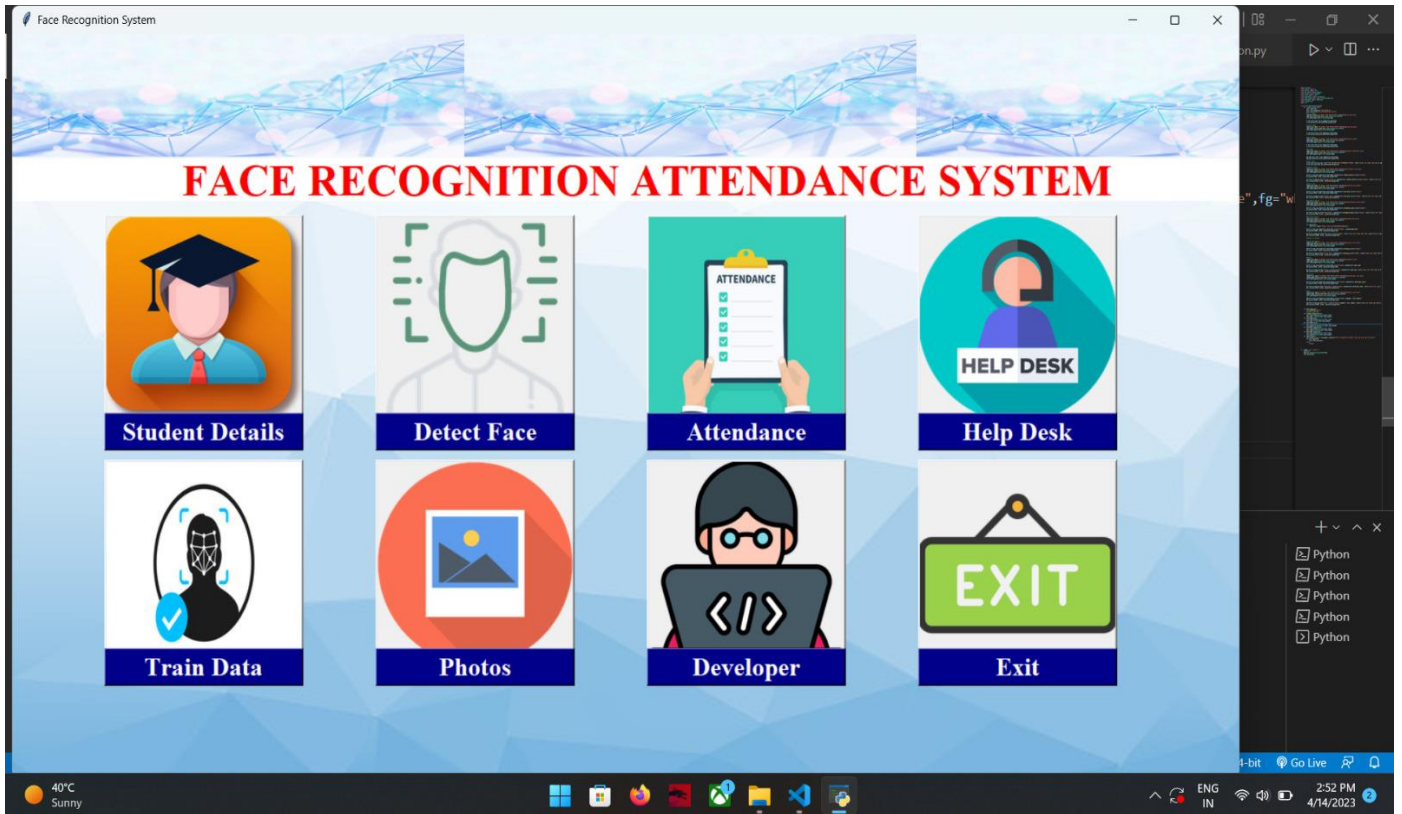 Face Recognition System
on.py
FACE RECOGNITION ATTENDANCE SYSTEM
e",fg="w
ATTENDANCE
HELP DESK
Student Details
Detect Face
Attendance
Help Desk
EXIT
</>
Train Data
Photos
Developer
Exit
Python
Python
Python
Python
Python
4-bit
Go Live
40°C
Sunny
ENG
IN
2:52 PM
4/14/2023
2